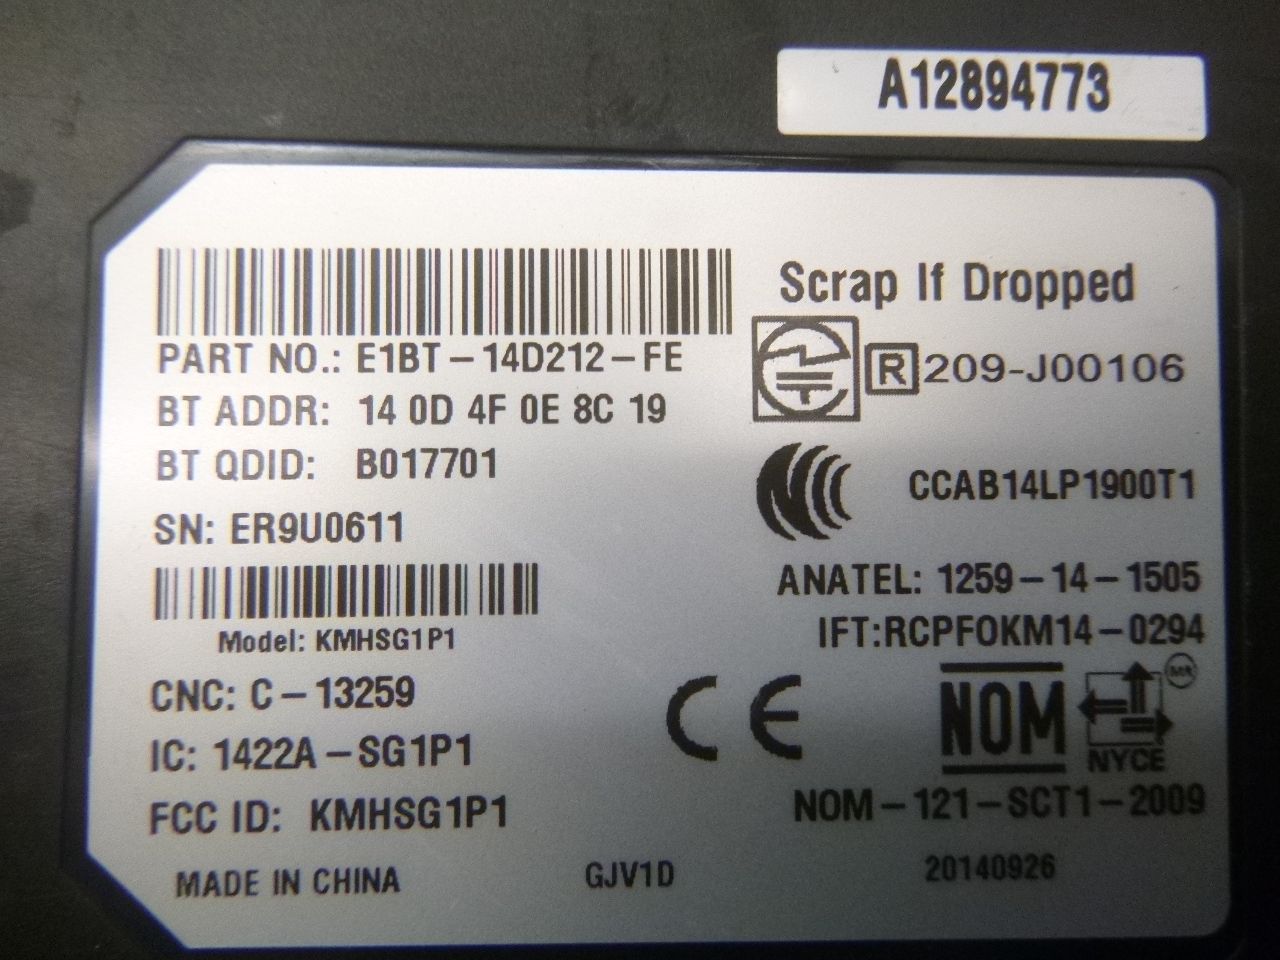 A12894773
Scrap If Dropped
PART NO.: E1BT-14D212-FE
R 209-J00106
BT ADDR: 14 0D 4F 0E 8C 19
BT QDID: B017701
CCAB14LP1900T1
SN: ER9U0611
ANATEL: 1259-14-1505
Model: KMHSG1P1
IFT:RCPFOKM14-0294
CNC: C-13259
CE
NOM
NYCE
MR
IC: 1422A-SG1P1
FCC ID: KMHSG1P1
NOM-121-SCT1-2009
MADE IN CHINA
GJV1D
20140926